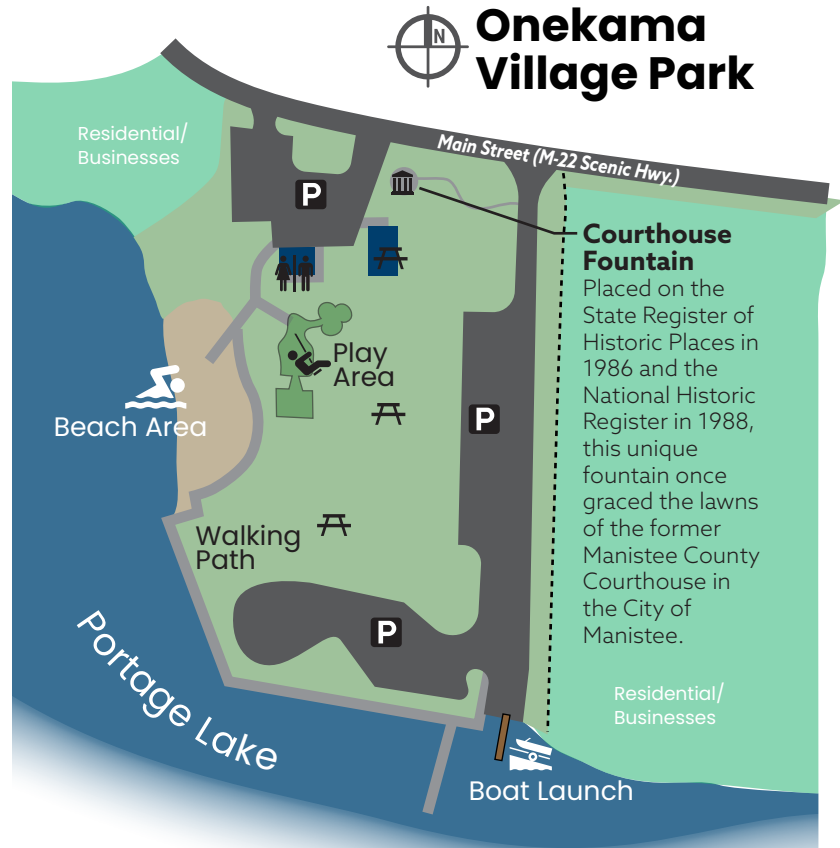 N
Onekama
Village Park
Residential/
Businesses
Main Street (M-22 Scenic Hwy.)
P
Courthouse
Fountain
Placed on the
State Register of
Historic Places in
1986 and the
National Historic
Register in 1988,
this unique
fountain once
graced the lawns
of the former
Manistee County
Courthouse in
the City of
Manistee.
Play
Area
P
Beach Area
Walking
Path
P
Portage Lake
Residential/
Businesses
Boat Launch